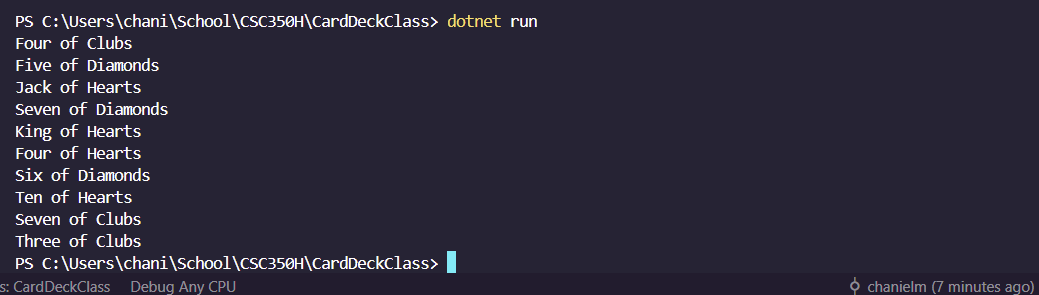 PS C:\Users\chani\School\CSC350H\CardDeckClass> dotnet run
Four of Clubs
Five of Diamonds
Jack of Hearts
Seven of Diamonds
King of Hearts
Four of Hearts
Six of Diamonds
Ten of Hearts
Seven of Clubs
Three of Clubs
PS C:\Users\chani\School\CSC350H\CardDeckClass>
s: CardDeckClass Debug Any CPU chanielm (7 minutes ago)